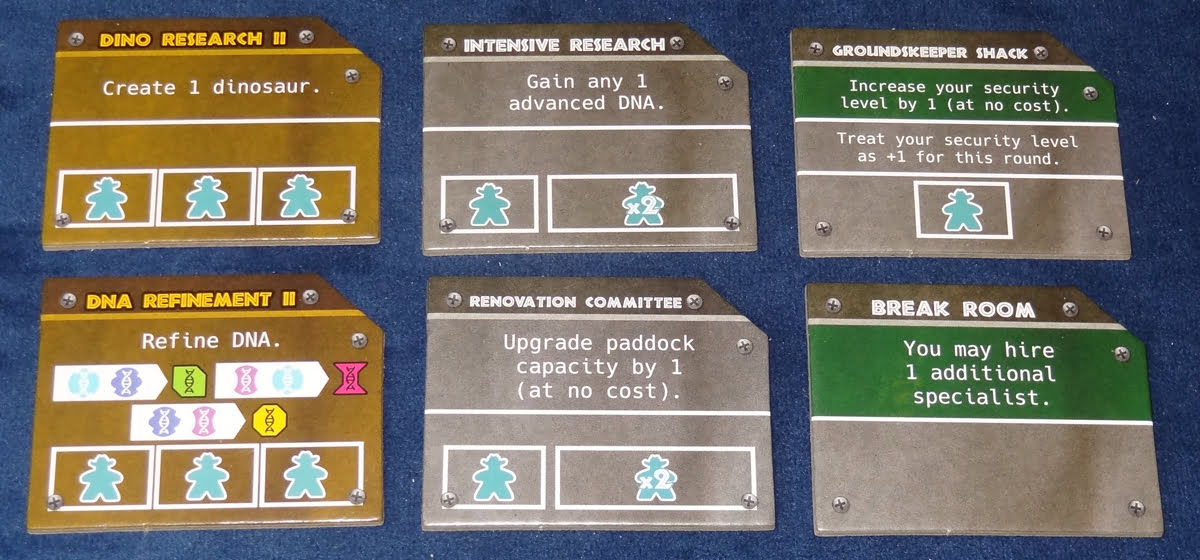 DINO RESEARCH II
Create 1 dinosaur.
INTENSIVE RESEARCH
Gain any 1
advanced DNA.
x2
GROUNDSKEEPER SHACK
Increase your security
level by 1 (at no cost).
Treat your security level
as +1 for this round.
DNA REFINEMENT II
Refine DNA.
RENOVATION COMMITTEE
Upgrade paddock
capacity by 1
(at no cost).
x2
BREAK ROOM
You may hire
1 additional
specialist.